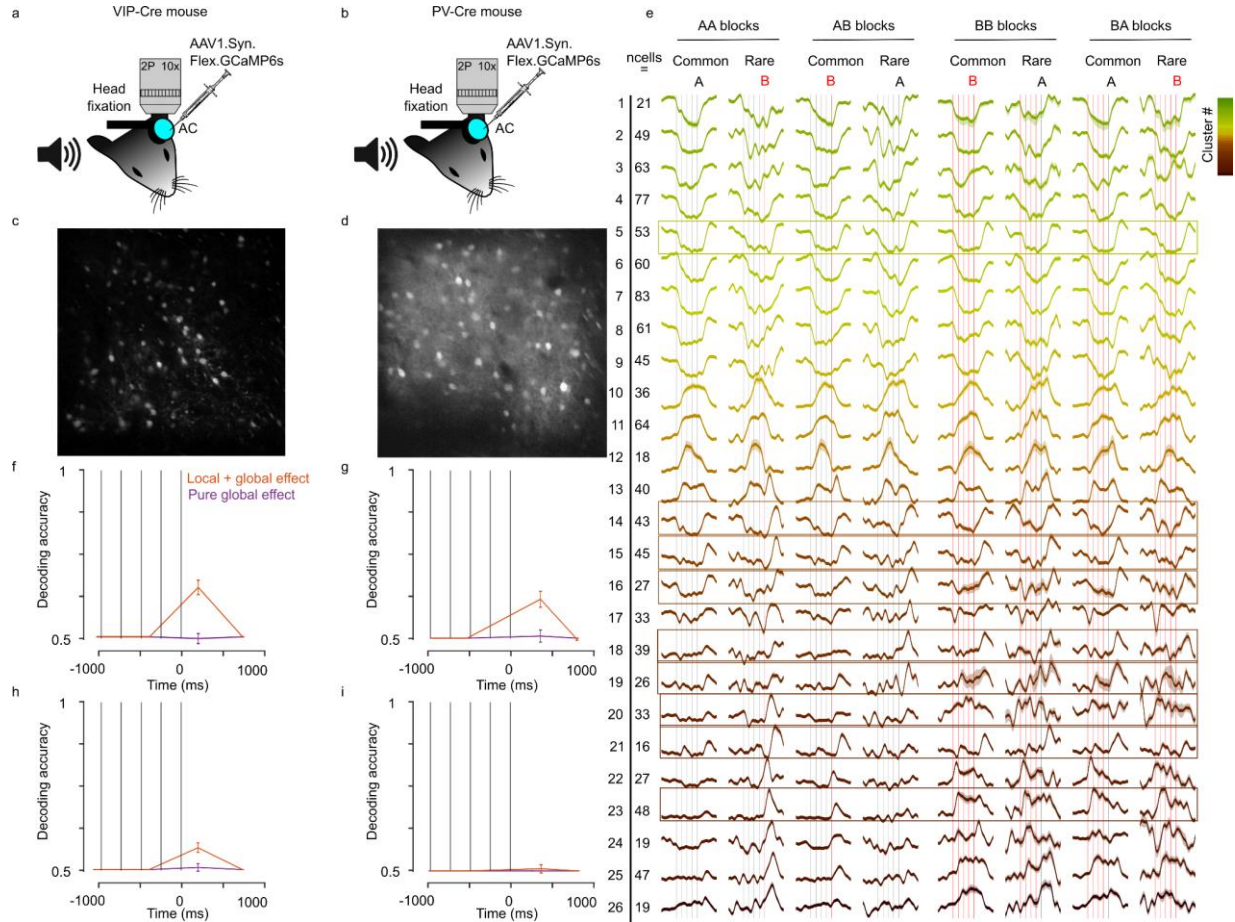 a
VIP-Cre mouse
AAV1.Syn.
Flex.GCaMP6s
2P 10x
Head
fixation
AC
b
PV-Cre mouse
AAV1.Syn.
Flex.GCaMP6s
2P 10x
Head
fixation
AC
c
d
e
AA blocks AB blocks BB blocks BA blocks
ncells
=
Common Rare Common Rare Common Rare Common Rare
A B B A B A A B
Cluster #
1 21
2 49
3 63
4 77
5 53
6 60
7 83
8 61
9 45
10 36
11 64
12 18
13 40
14 43
15 45
16 27
17 33
18 39
19 26
20 33
21 16
22 27
23 48
24 19
25 47
26 19
f
Decoding accuracy
1
0.5
Local + global effect
Pure global effect
-1000 0 1000
Time (ms)
g
Decoding accuracy
1
0.5
-1000 0 1000
Time (ms)
h
Decoding accuracy
1
0.5
-1000 0 1000
Time (ms)
i
Decoding accuracy
1
0.5
-1000 0 1000
Time (ms)